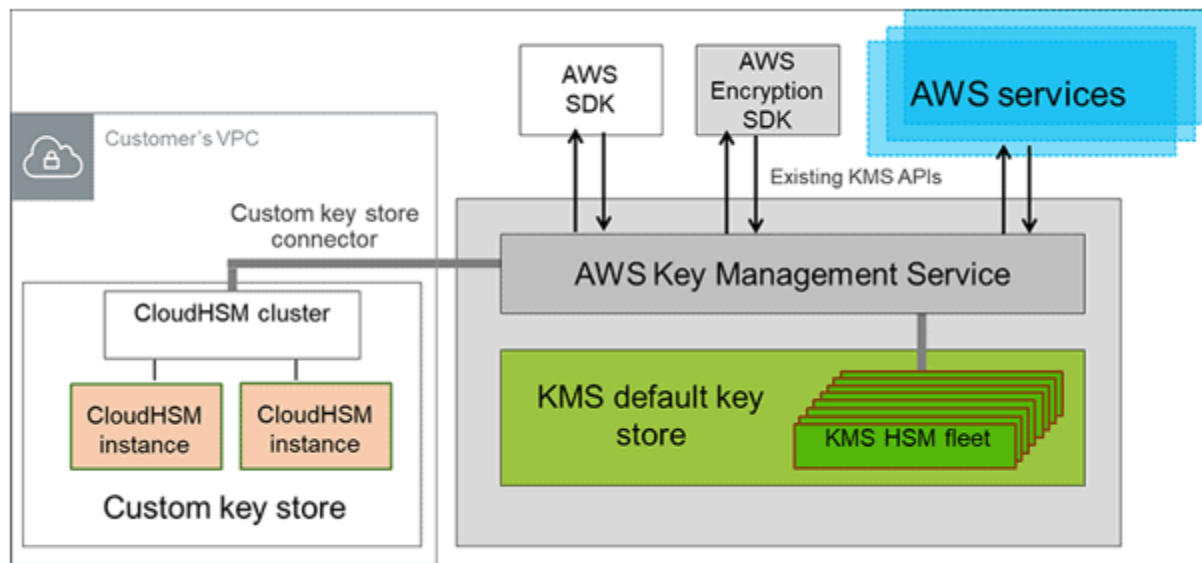 AWS
SDK
AWS
Encryption
SDK
AWS services
Customer's VPC
Existing KMS APIs
Custom key store
connector
AWS Key Management Service
CloudHSM cluster
KMS default key
store
KMS HSM fleet
CloudHSM
instance
CloudHSM
instance
Custom key store